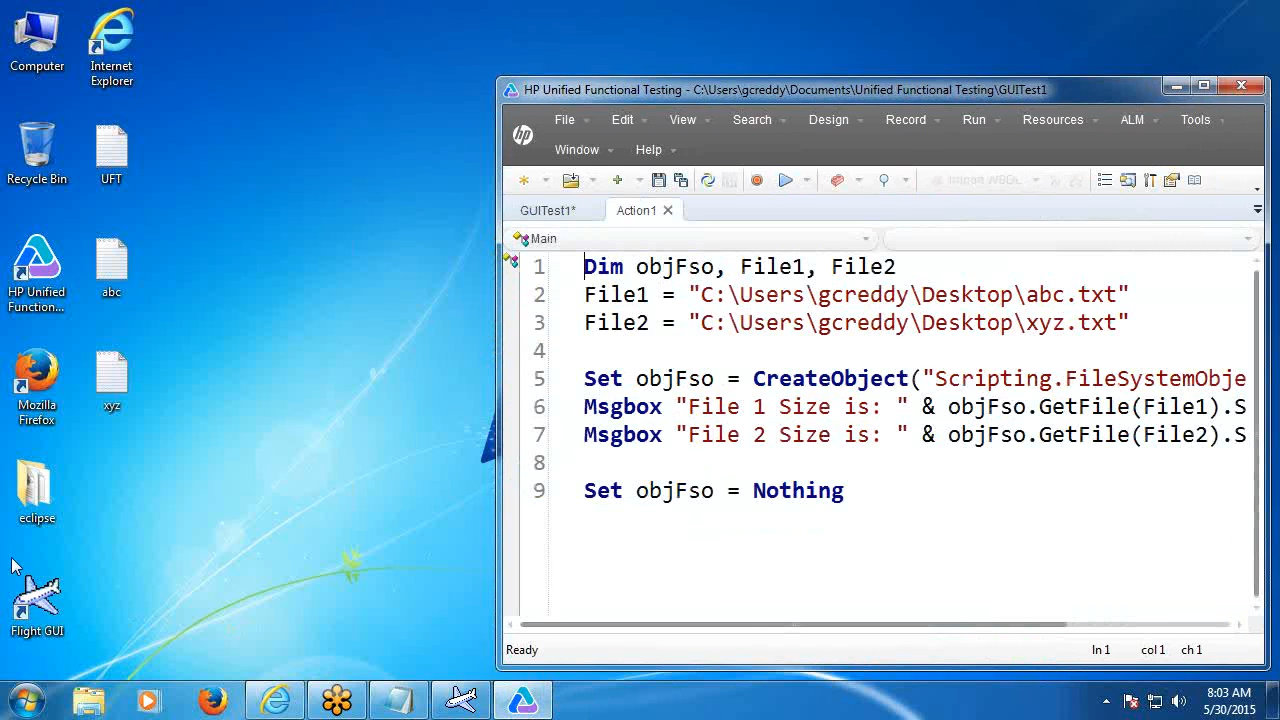 Computer
Internet
Explorer
Recycle Bin
UFT
HP Unified
Function...
abc
Mozilla
Firefox
xyz
eclipse
Flight GUI
HP Unified Functional Testing - C:\Users\gcreddy\Documents\Unified Functional Testing\GUITest1
hp
File Edit View Search Design Record Run Resources ALM Tools
Window Help
GUITest1* Action1
Main
1 Dim objFso, File1, File2
2 File1 = "C:\Users\gcreddy\Desktop\abc.txt"
3 File2 = "C:\Users\gcreddy\Desktop\xyz.txt"
4
5 Set objFso = CreateObject("Scripting.FileSystemObje
6 Msgbox "File 1 Size is: " & objFso.GetFile(File1).S
7 Msgbox "File 2 Size is: " & objFso.GetFile(File2).S
8
9 Set objFso = Nothing
Ready ln 1 col 1 ch 1
8:03 AM
5/30/2015